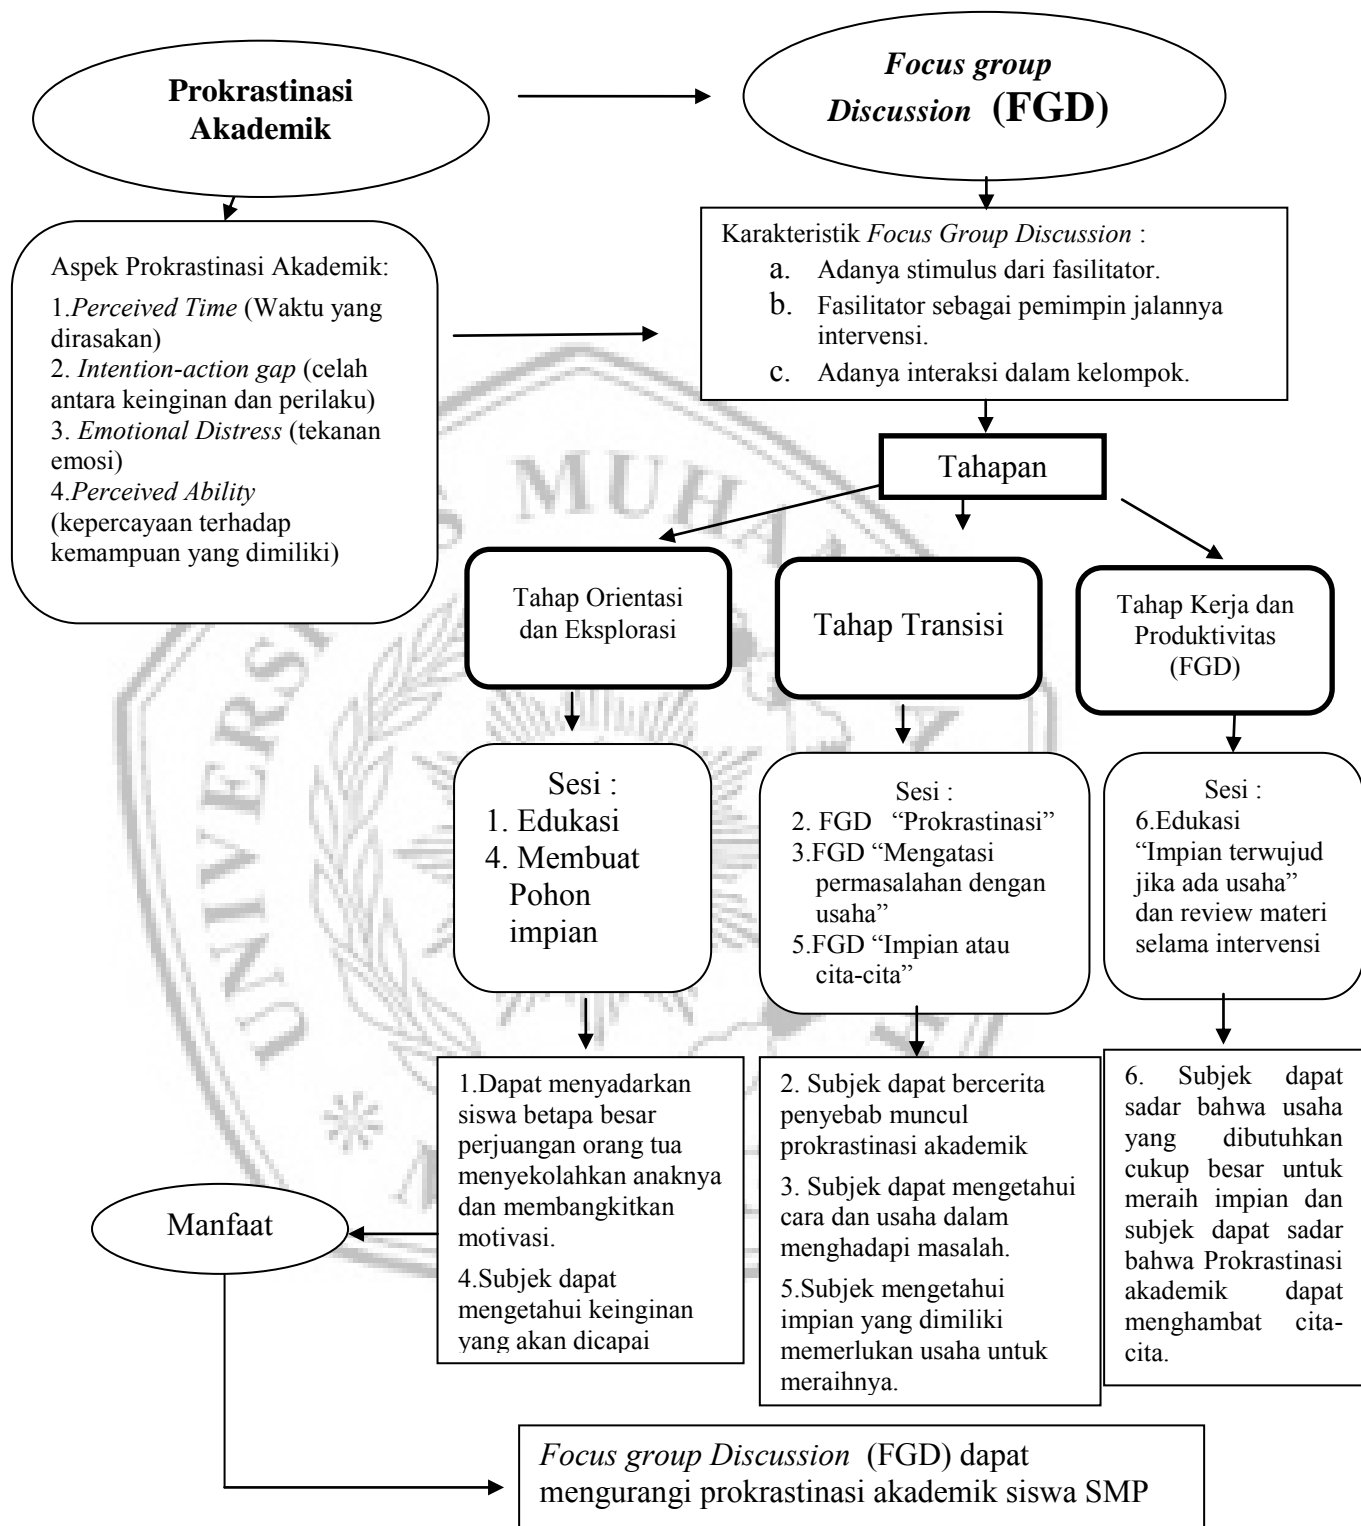 Prokrastinasi
Akademik
Focus group
Discussion (FGD)
Aspek Prokrastinasi Akademik:
1.Perceived Time (Waktu yang
dirasakan)
2. Intention-action gap (celah
antara keinginan dan perilaku)
3. Emotional Distress (tekanan
emosi)
4.Perceived Ability
(kepercayaan terhadap
kemampuan yang dimiliki)
Karakteristik Focus Group Discussion :
a. Adanya stimulus dari fasilitator.
b. Fasilitator sebagai pemimpin jalannya
intervensi.
c. Adanya interaksi dalam kelompok.
Tahapan
Tahap Orientasi
dan Eksplorasi
Tahap Transisi
Tahap Kerja dan
Produktivitas
(FGD)
Sesi :
1. Edukasi
4. Membuat
Pohon
impian
Sesi :
2. FGD “Prokrastinasi”
3.FGD “Mengatasi
permasalahan dengan
usaha”
5.FGD “Impian atau
cita-cita”
Sesi :
6.Edukasi
“Impian terwujud
jika ada usaha”
dan review materi
selama intervensi
1.Dapat menyadarkan
siswa betapa besar
perjuangan orang tua
menyekolahkan anaknya
dan membangkitkan
motivasi.
4.Subjek dapat
mengetahui keinginan
yang akan dicapai
2. Subjek dapat bercerita
penyebab muncul
prokrastinasi akademik
3. Subjek dapat mengetahui
cara dan usaha dalam
menghadapi masalah.
5.Subjek mengetahui
impian yang dimiliki
memerlukan usaha untuk
meraihnya.
6. Subjek dapat
sadar bahwa usaha
yang dibutuhkan
cukup besar untuk
meraih impian dan
subjek dapat sadar
bahwa Prokrastinasi
akademik dapat
menghambat cita-
cita.
Manfaat
Focus group Discussion (FGD) dapat
mengurangi prokrastinasi akademik siswa SMP